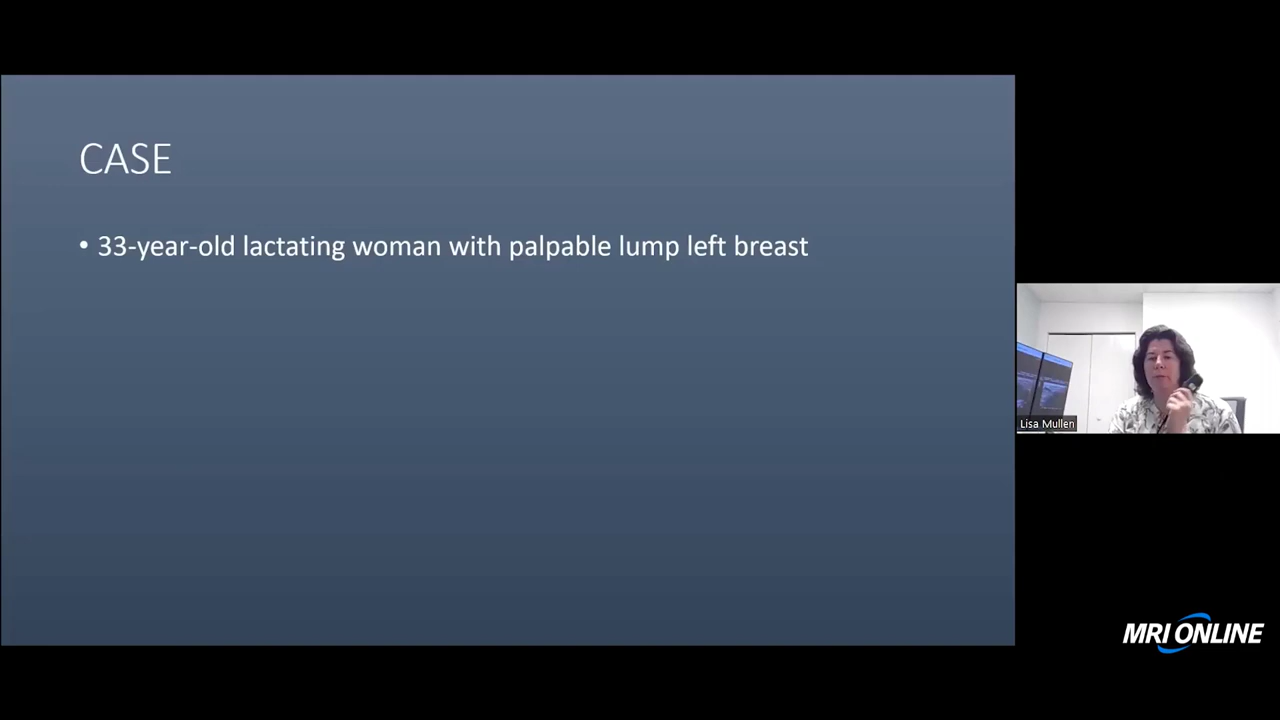 CASE
• 33-year-old lactating woman with palpable lump left breast
Lisa Mullen
MRI ONLINE